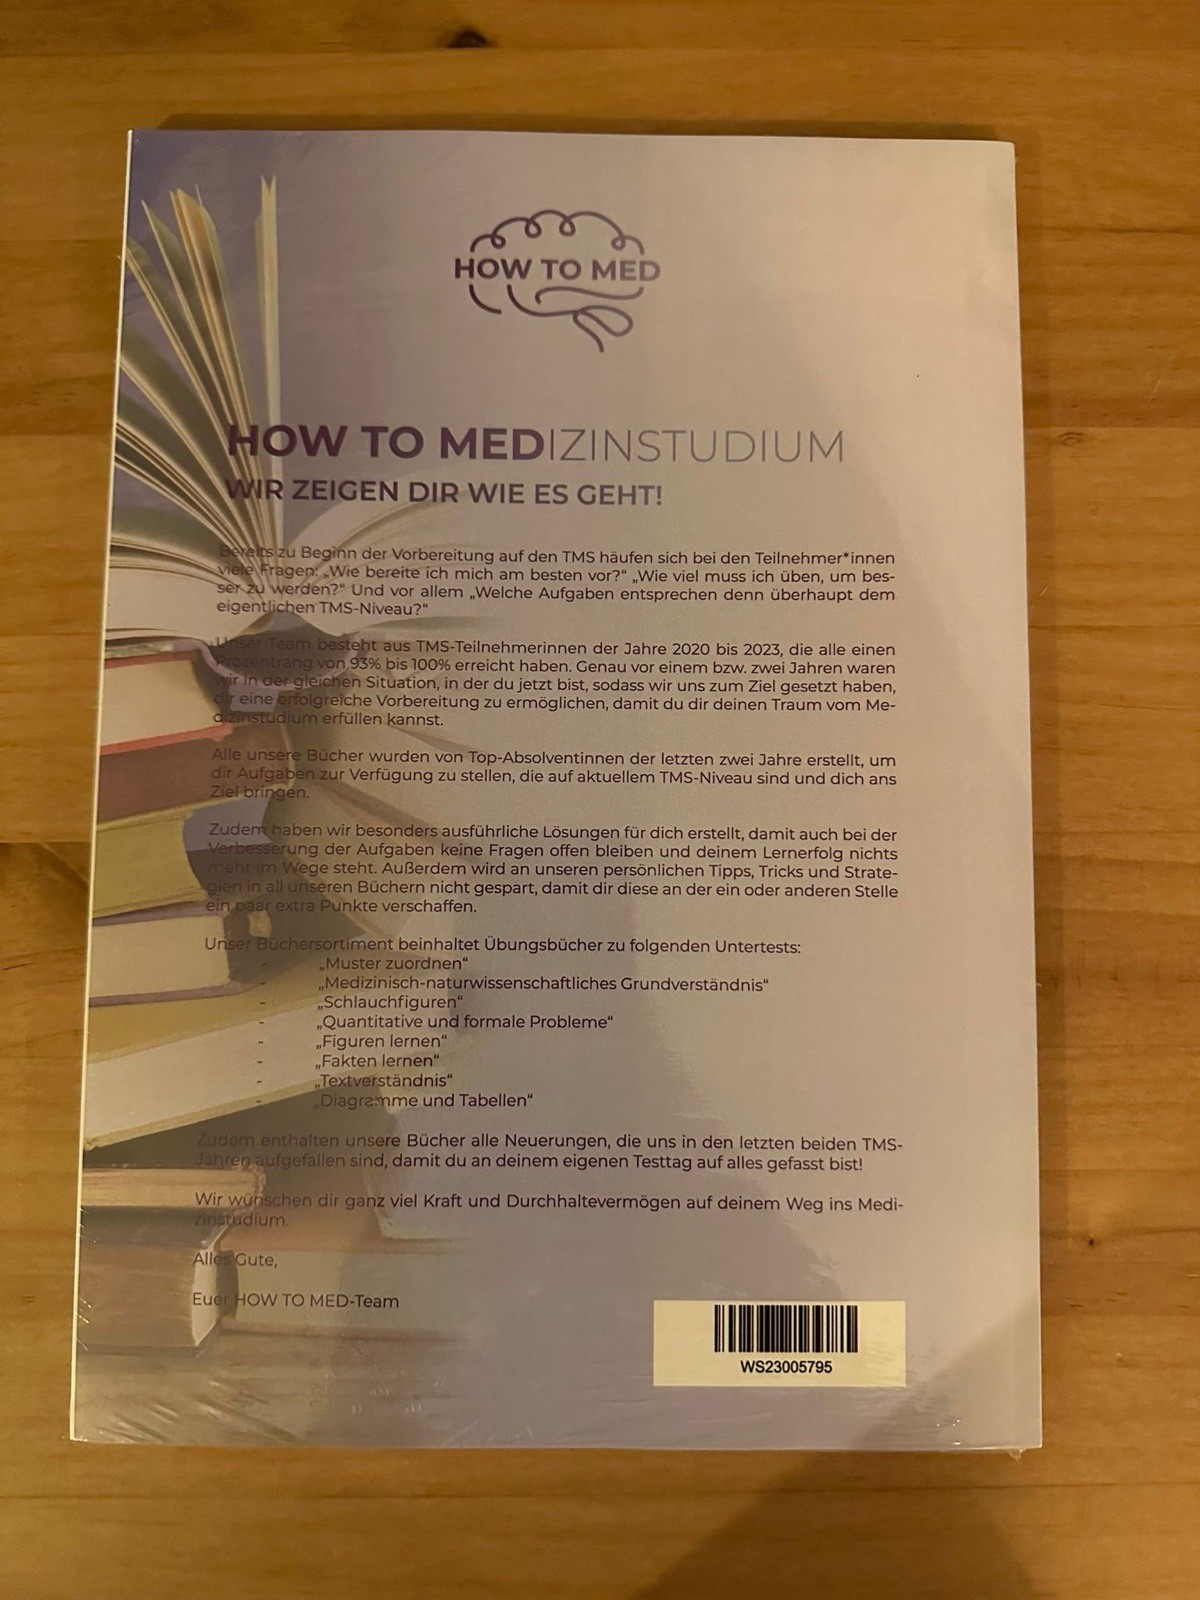 HOW TO MED
HOW TO MEDIZINSTUDIUM
WIR ZEIGEN DIR WIE ES GEHT!
Bereits zu Beginn der Vorbereitung auf den TMS häufen sich bei den Teilnehmer*innen
viele Fragen: „Wie bereite ich mich am besten vor?“ „Wie viel muss ich üben, um bes-
ser zu werden?“ Und vor allem „Welche Aufgaben entsprechen denn überhaupt dem
eigentlichen TMS-Niveau?“
Unser Team besteht aus TMS-Teilnehmerinnen der Jahre 2020 bis 2023, die alle einen
Prozentrang von 93% bis 100% erreicht haben. Genau vor einem bzw. zwei Jahren waren
wir in der gleichen Situation, in der du jetzt bist, sodass wir uns zum Ziel gesetzt haben,
dir eine erfolgreiche Vorbereitung zu ermöglichen, damit du dir deinen Traum vom Me-
dizinstudium erfüllen kannst.
Alle unsere Bücher wurden von Top-Absolventinnen der letzten zwei Jahre erstellt, um
dir Aufgaben zur Verfügung zu stellen, die auf aktuellem TMS-Niveau sind und dich ans
Ziel bringen.
Zudem haben wir besonders ausführliche Lösungen für dich erstellt, damit auch bei der
Verbesserung der Aufgaben keine Fragen offen bleiben und deinem Lernerfolg nichts
mehr im Wege steht. Außerdem wird an unseren persönlichen Tipps, Tricks und Strate-
gien in all unseren Büchern nicht gespart, damit dir diese an der ein oder anderen Stelle
ein paar extra Punkte verschaffen.
Unser Büchersortiment beinhaltet Übungsbücher zu folgenden Untertests:
- „Muster zuordnen“
- „Medizinisch-naturwissenschaftliches Grundverständnis“
- „Schlauchfiguren“
- „Quantitative und formale Probleme“
- „Figuren lernen“
- „Fakten lernen“
- „Textverständnis“
- „Diagramme und Tabellen“
Zudem enthalten unsere Bücher alle Neuerungen, die uns in den letzten beiden TMS-
Jahren aufgefallen sind, damit du an deinem eigenen Testtag auf alles gefasst bist!
Wir wünschen dir ganz viel Kraft und Durchhaltevermögen auf deinem Weg ins Medi-
zinstudium.
Alles Gute,
Euer HOW TO MED-Team
WS23005795